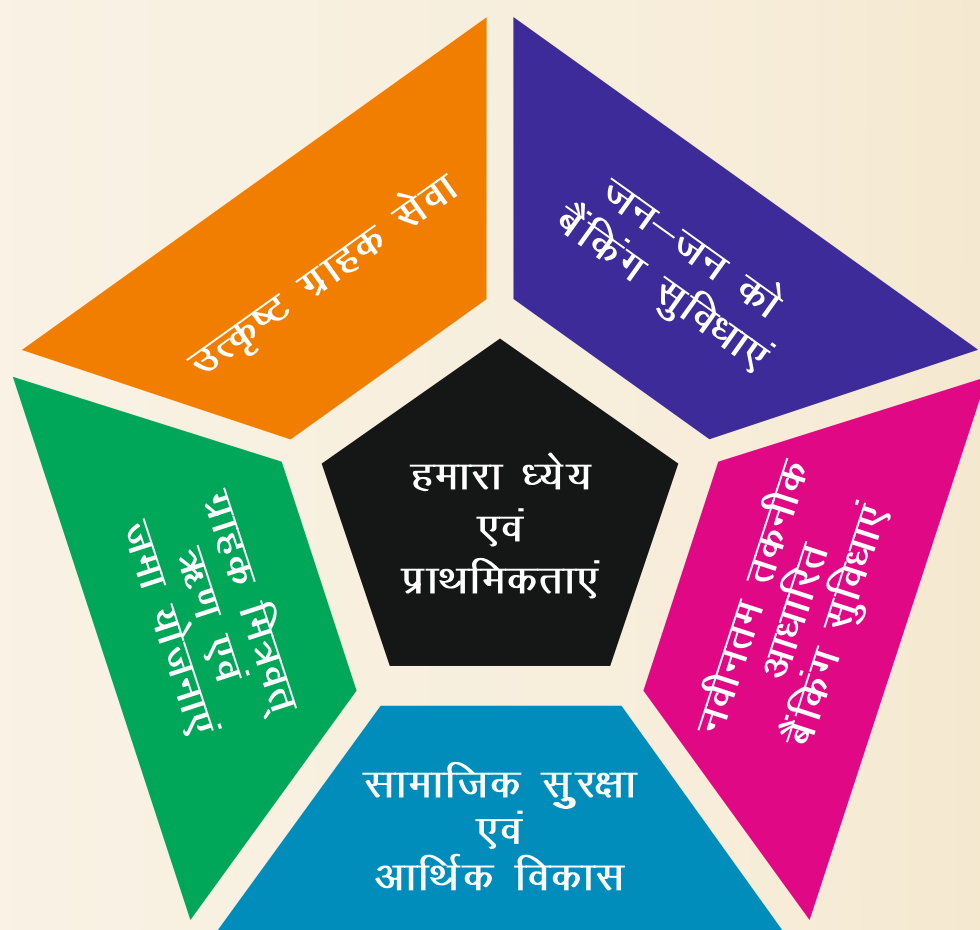 उत्कृष्ट ग्राहक सेवा
जन–जन को
बैंकिंग सुविधाएं
हमारा ध्येय
एवं
प्राथमिकताएं
ग्राहक मित्रवत्
ऋण एवं
जमा योजनाएं
नवीनतम तकनीक
आधारित
बैंकिंग सुविधाएं
सामाजिक सुरक्षा
एवं
आर्थिक विकास